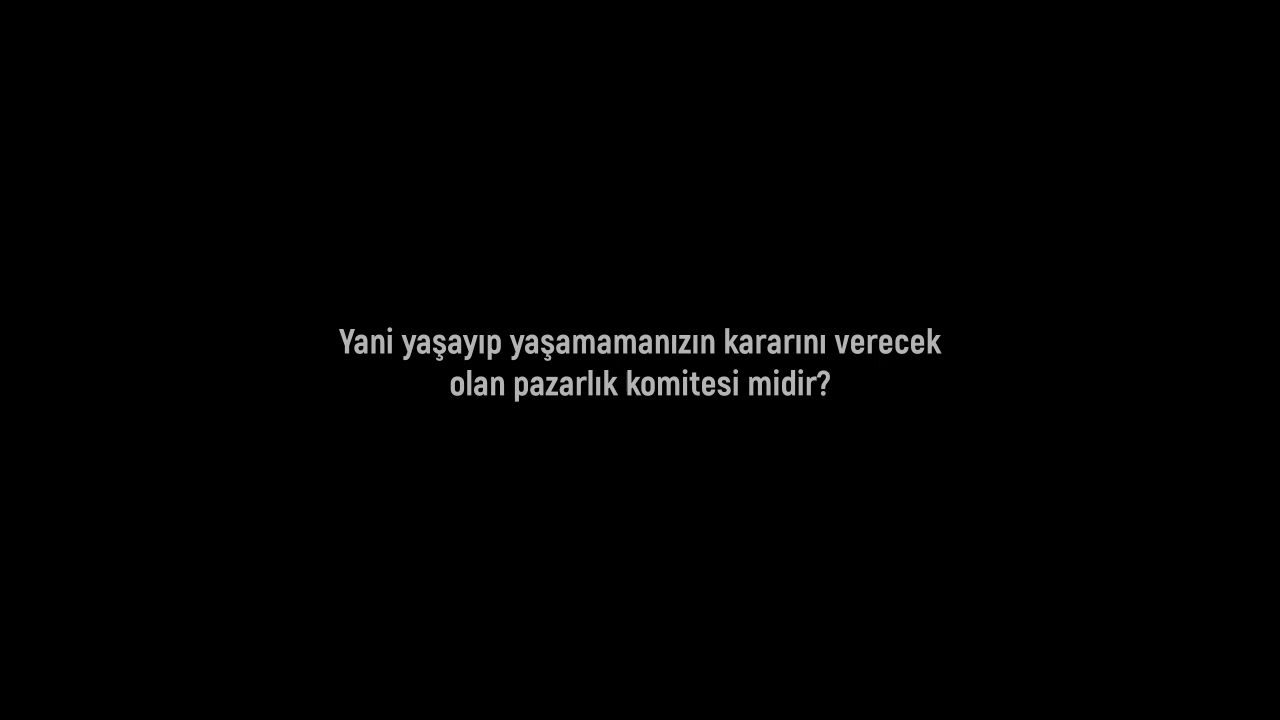 Yani yaşayıp yaşamamanızın kararını verecek
olan pazarlık komitesi midir?